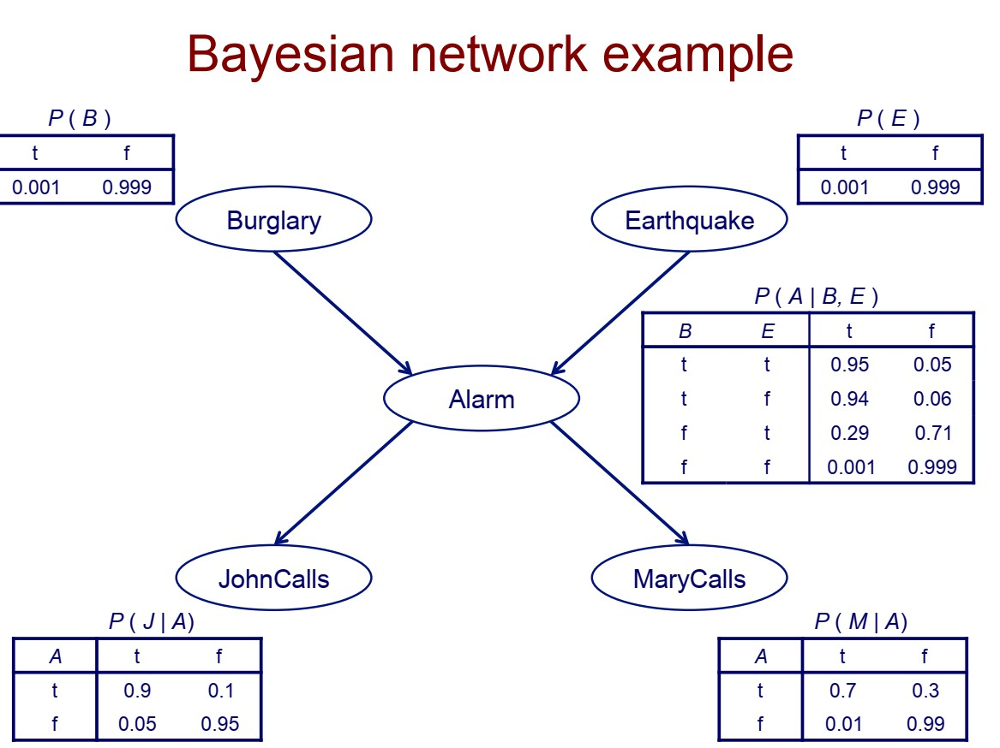 Bayesian network example
P ( B )
t f
0.001 0.999
P ( E )
t f
0.001 0.999
Burglary
Earthquake
P ( A | B, E )
B E t f
t t 0.95 0.05
t f 0.94 0.06
f t 0.29 0.71
f f 0.001 0.999
Alarm
JohnCalls
MaryCalls
P ( J | A)
A t f
t 0.9 0.1
f 0.05 0.95
P ( M | A)
A t f
t 0.7 0.3
f 0.01 0.99